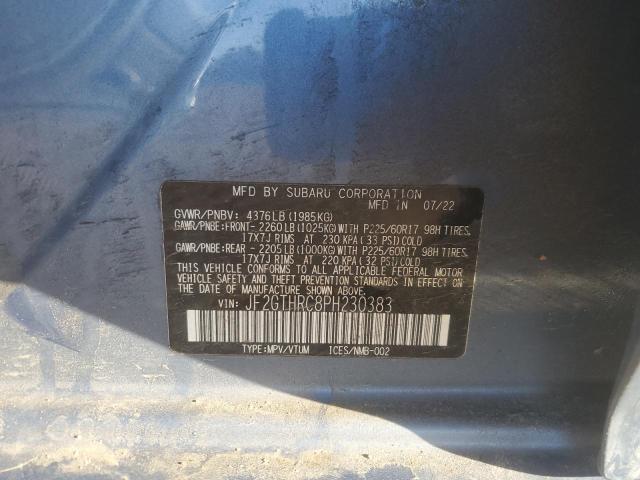 MFD BY SUBARU CORPORATION
MFD IN 07/22
GVWR/PNBV: 4376LB(1985KG)
GAWR/PNBE:FRONT-2260LB(1025KG)WITH P225/60R17 98H TIRES,
17X7J RIMS AT 230 KPA(33 PSI)COLD
GAWR/PNBE:REAR -2205LB(1000KG)WITH P225/60R17 98H TIRES,
17X7J RIMS AT 220 KPA(32 PSI)COLD
THIS VEHICLE CONFORMS TO ALL APPLICABLE FEDERAL MOTOR
VEHICLE SAFETY AND THEFT PREVENTION STANDARDS IN EFFECT ON
THE DATE OF MANUFACTURE SHOWN ABOVE.
VIN: JF2GTHRC8PH230383
TYPE:MPV/VTUM ICES/NMB-002